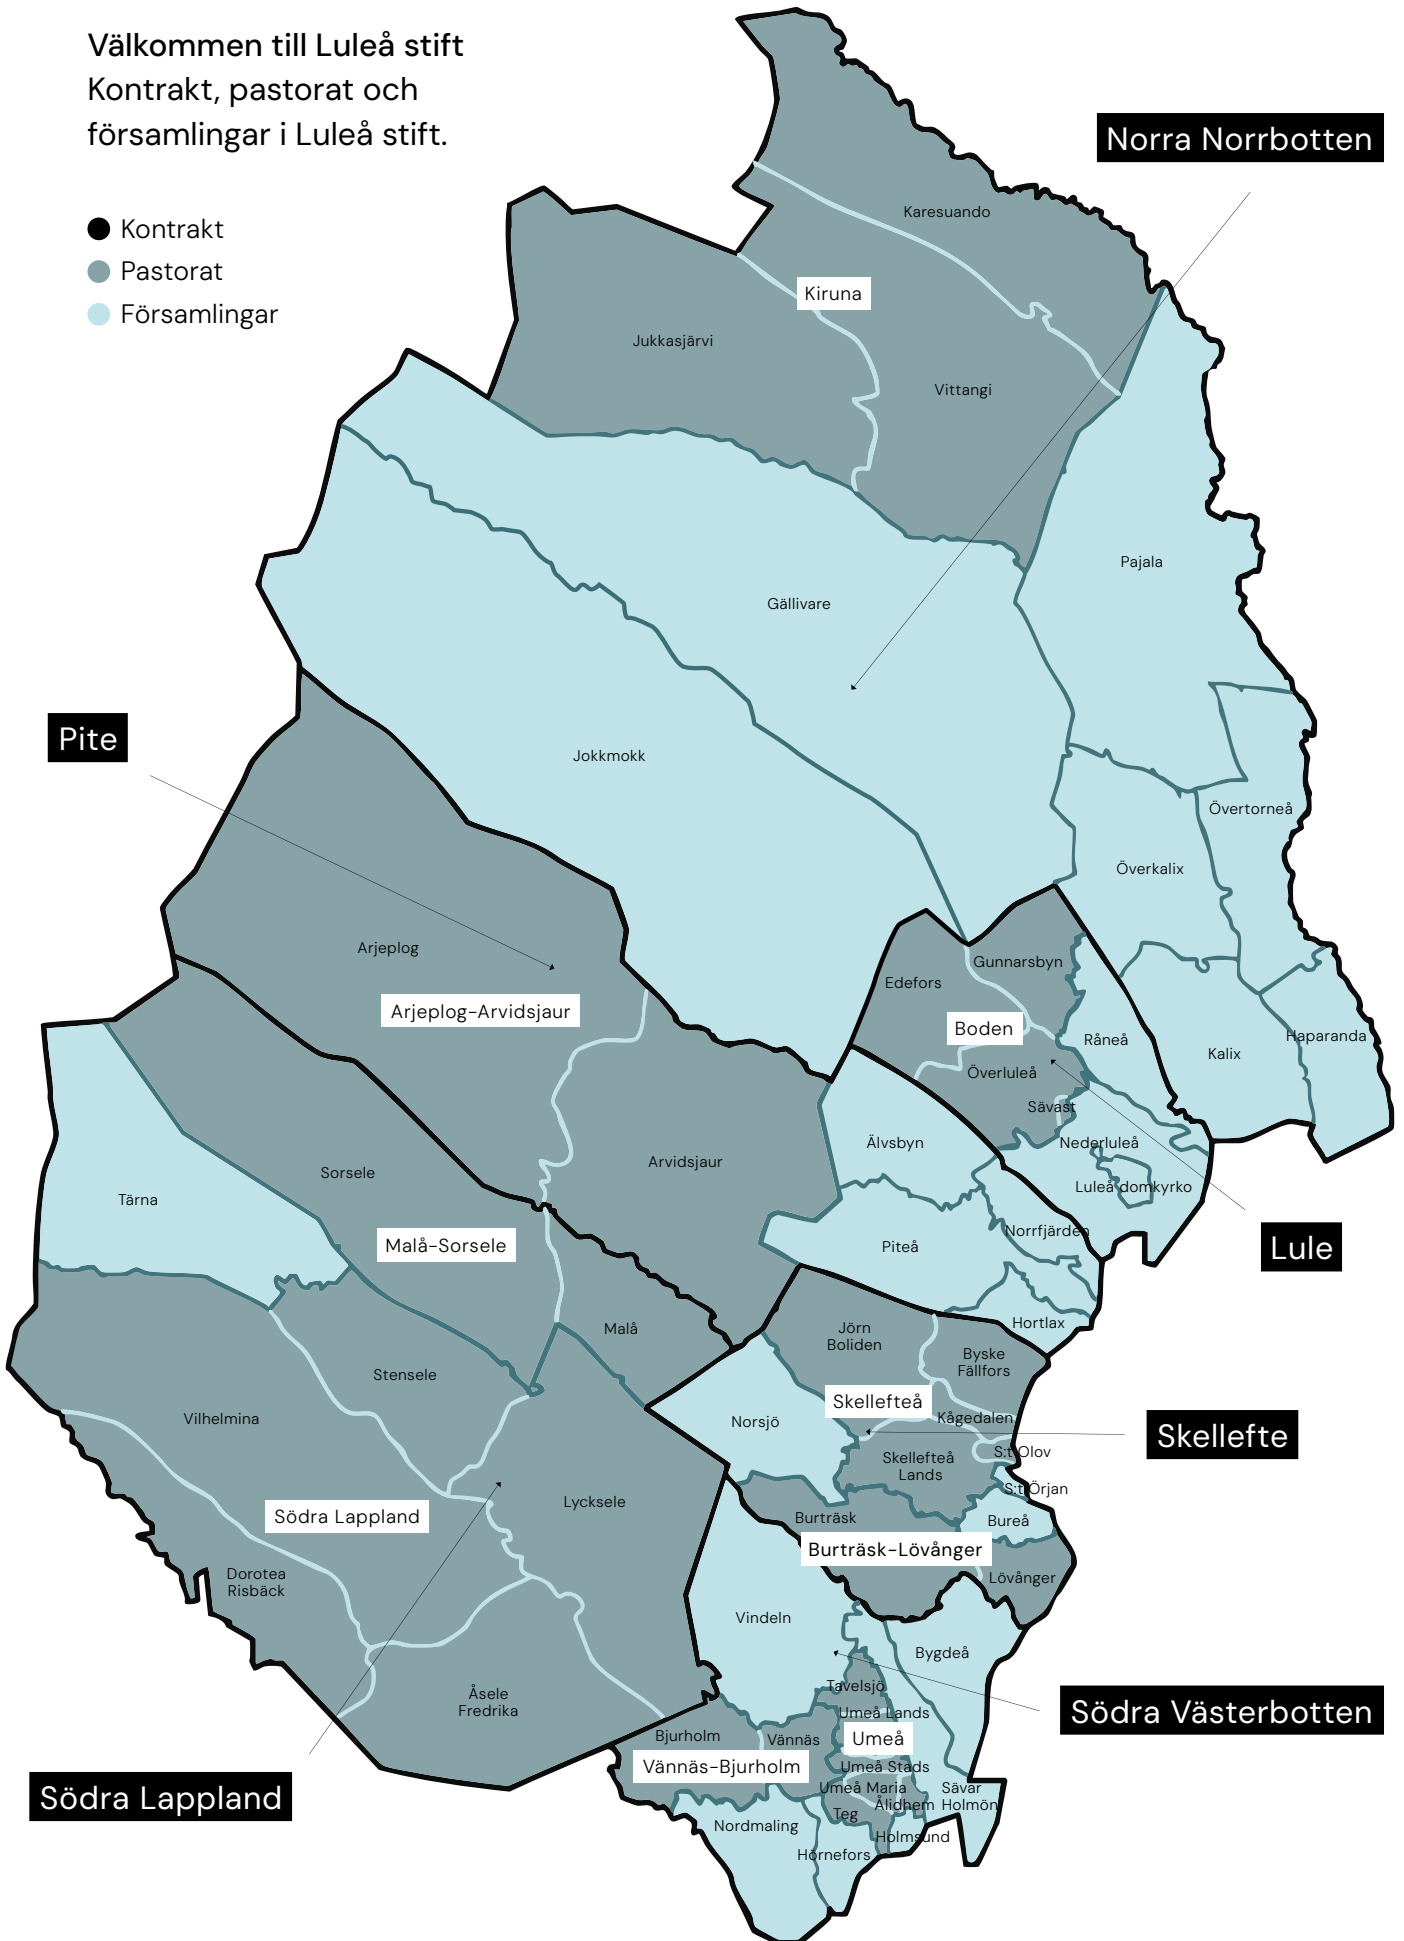 Välkommen till Luleå stift
Kontrakt, pastorat och
församlingar i Luleå stift.
Kontrakt
Pastorat
Församlingar
Norra Norrbotten
Karesuando
Kiruna
Jukkasjärvi
Vittangi
Pajala
Gällivare
Pite
Jokkmokk
Övertorneå
Överkalix
Arjeplog
Gunnarsbyn
Edefors
Arjeplog-Arvidsjaur
Boden
Råneå
Haparanda
Kalix
Överluleå
Sävast
Älvsbyn
Nederluleå
Arvidsjaur
Sorsele
Luleå domkyrko
Tärna
Norrfjärden
Malå-Sorsele
Piteå
Lule
Hortlax
Malå
Jörn
Boliden
Byske
Fällfors
Stensele
Skellefteå
Vilhelmina
Norsjö
Kågedalen
Skellefte
S:t Olov
Skellefteå
Lands
S:t Örjan
Lycksele
Södra Lappland
Burträsk
Bureå
Burträsk-Lövånger
Dorotea
Risbäck
Lövånger
Vindeln
Bygdeå
Tavelsjö
Åsele
Fredrika
Umeå Lands
Södra Västerbotten
Bjurholm
Vännäs
Umeå
Vännäs-Bjurholm
Umeå Stads
Umeå Maria
Sävar
Holmön
Ålidhem
Södra Lappland
Teg
Nordmaling
Holmsund
Hörnefors